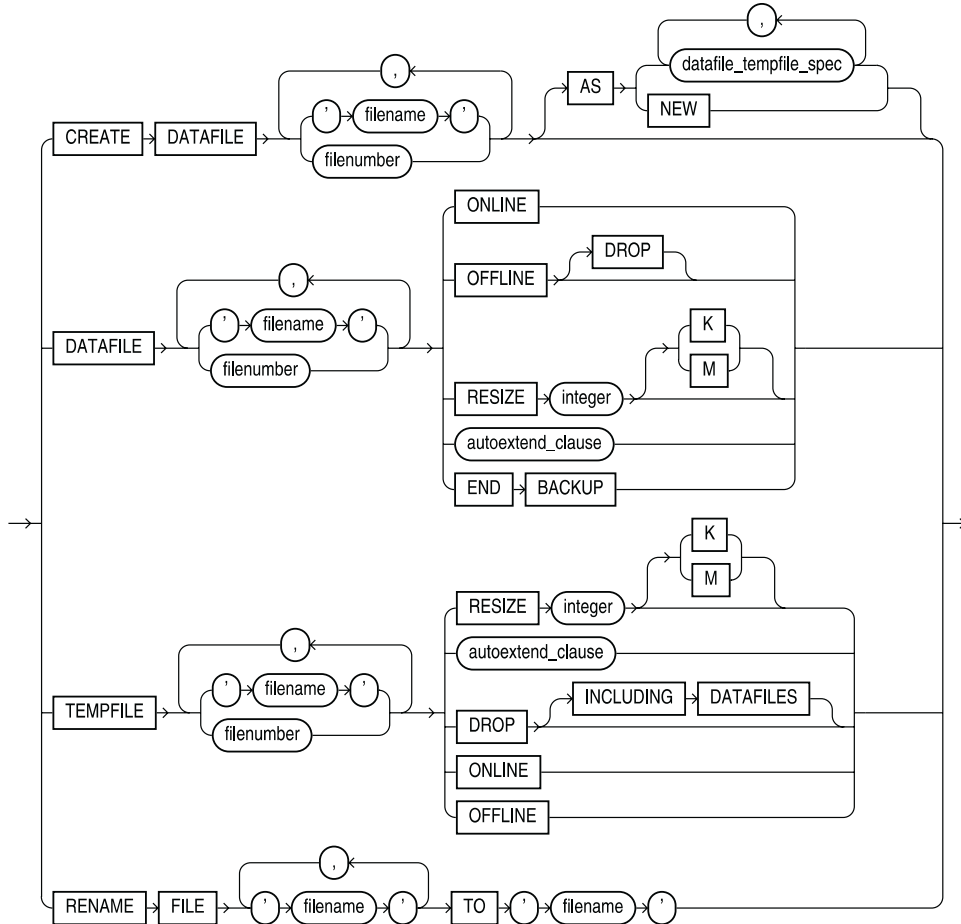 ,
, datafile_tempfile_spec
AS
' filename ' NEW
CREATE DATAFILE
filenumber
ONLINE
DROP
, OFFLINE
' filename ' K
DATAFILE M
filenumber
RESIZE integer
autoextend_clause
END BACKUP
K
M
RESIZE integer
, autoextend_clause
' filename ' INCLUDING DATAFILES
TEMPFILE
filenumber DROP
ONLINE
OFFLINE
,
RENAME FILE ' filename ' TO ' filename '